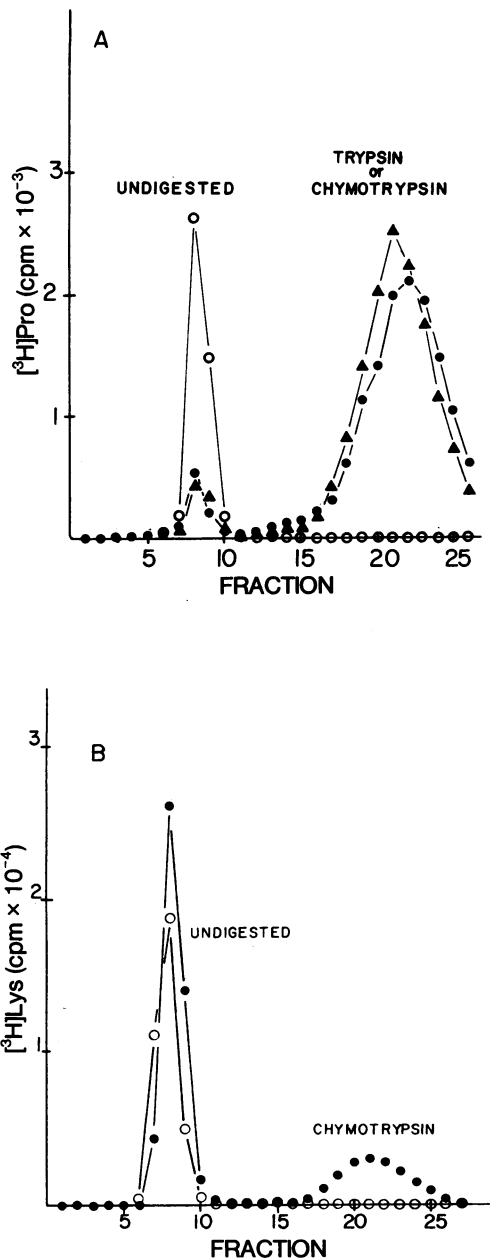 A
TRYPSIN
or
CHYMOTRYPSIN
UNDIGESTED
[³H]Pro (cpm × 10⁻³)
3
2
1
5 10 15 20 25
FRACTION
B
[³H]Lys (cpm × 10⁻⁴)
3
2
1
UNDIGESTED
CHYMOTRYPSIN
5 10 15 20 25
FRACTION